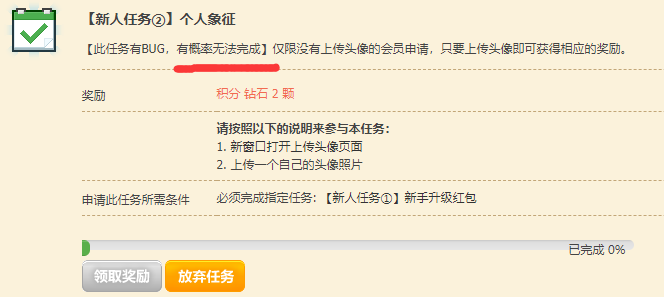 【新人任务②】个人象征
【此任务有BUG，有概率无法完成】仅限没有上传头像的会员申请，只要上传头像即可获得相应的奖励。
奖励 积分 钻石 2 颗
请按照以下的说明来参与本任务：
1. 新窗口打开上传头像页面
2. 上传一个自己的头像照片
申请此任务所需条件 必须完成指定任务：【新人任务①】新手升级红包
已完成 0%
领取奖励 放弃任务